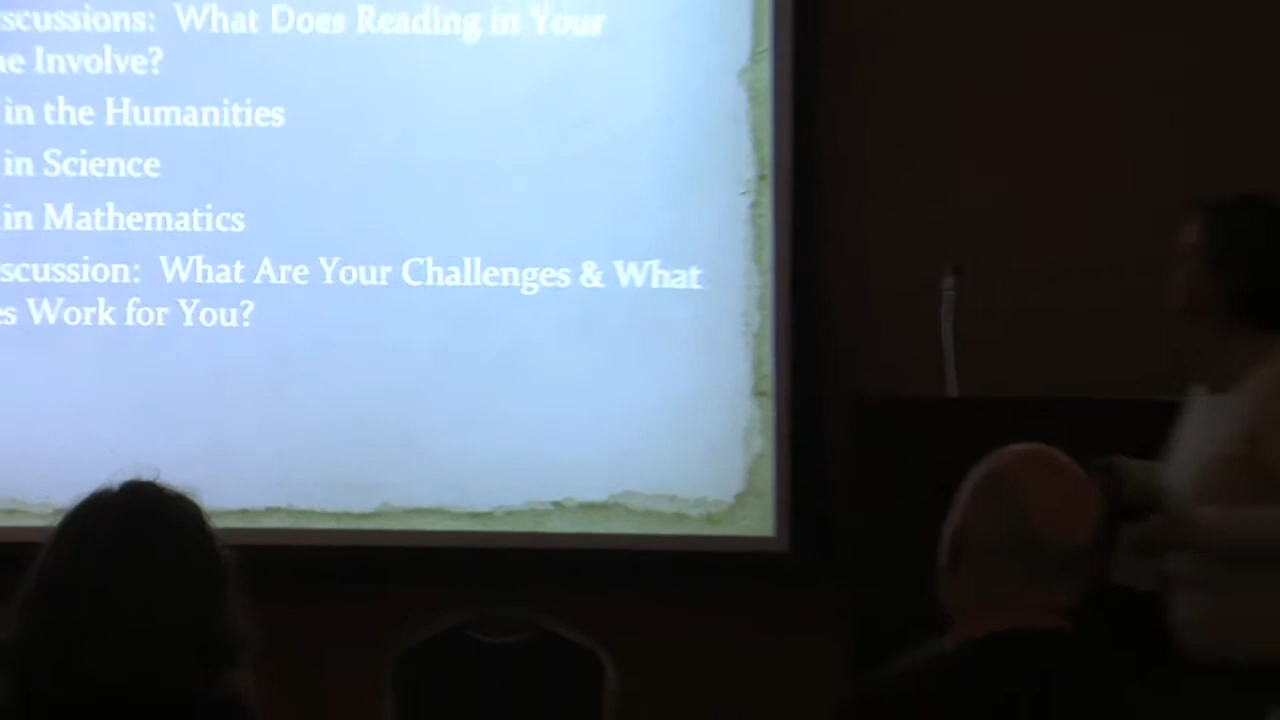 scussions: What Does Reading in Your
ne Involve?
in the Humanities
in Science
in Mathematics
scussion: What Are Your Challenges & What
es Work for You?